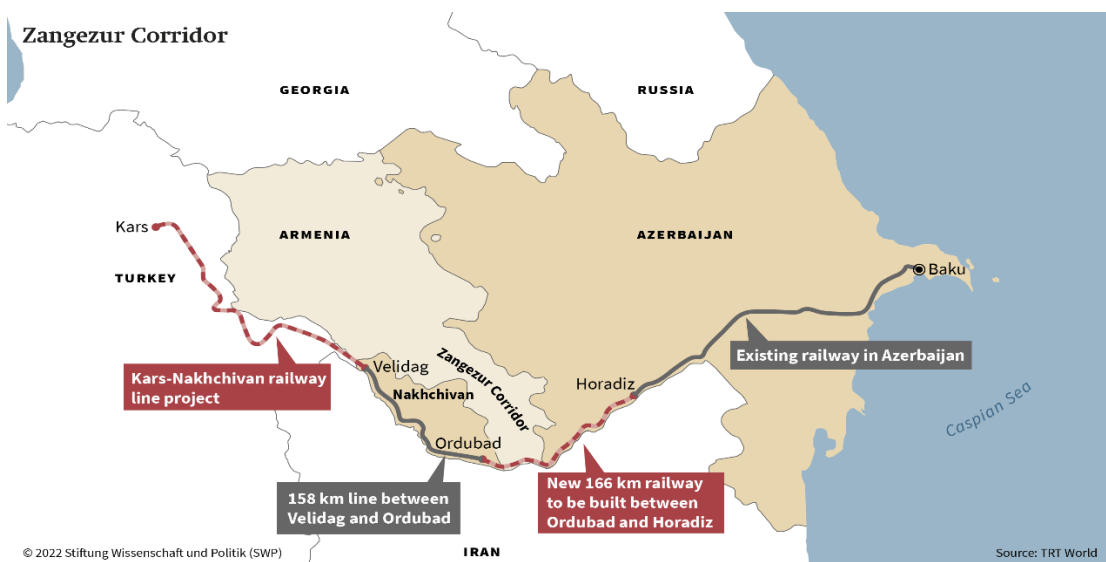 Zangezur Corridor
GEORGIA
RUSSIA
Kars
ARMENIA
AZERBAIJAN
TURKEY
Baku
Existing railway in Azerbaijan
Velidag
Zangezur Corridor
Horadiz
Kars-Nakhchivan railway
line project
Nakhchivan
Caspian Sea
Ordubad
158 km line between
Velidag and Ordubad
New 166 km railway
to be built between
Ordubad and Horadiz
© 2022 Stiftung Wissenschaft und Politik (SWP)
IRAN
Source: TRT World